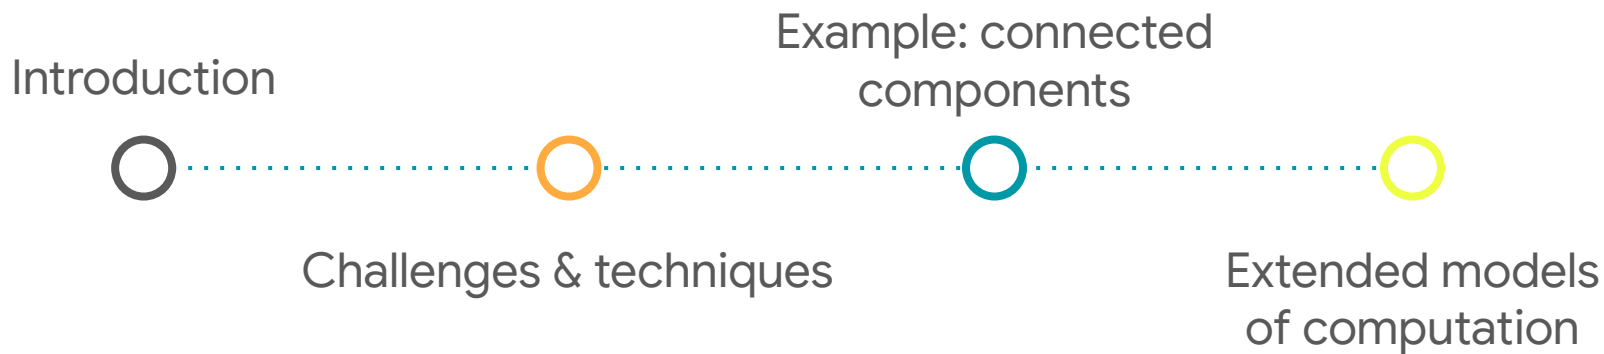 Introduction
Challenges & techniques
Example: connected
components
Extended models
of computation